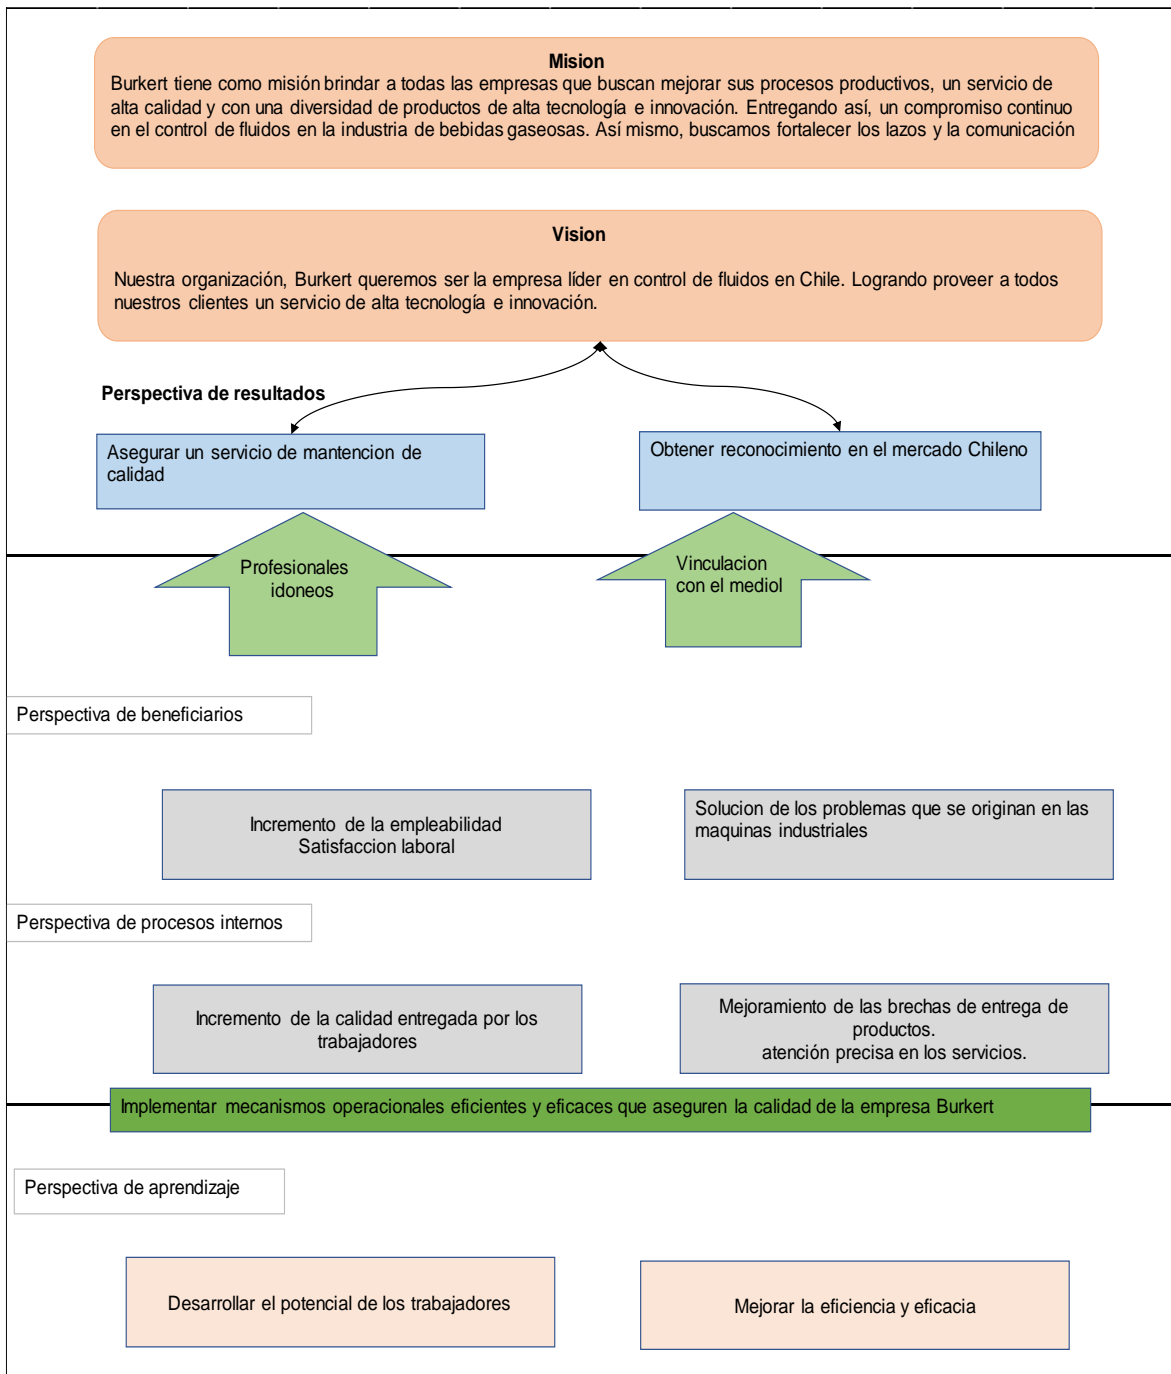 Mision
Burkert tiene como misión brindar a todas las empresas que buscan mejorar sus procesos productivos, un servicio de
alta calidad y con una diversidad de productos de alta tecnología e innovación. Entregando así, un compromiso continuo
en el control de fluidos en la industria de bebidas gaseosas. Así mismo, buscamos fortalecer los lazos y la comunicación
Vision
Nuestra organización, Burkert queremos ser la empresa líder en control de fluidos en Chile. Logrando proveer a todos
nuestros clientes un servicio de alta tecnología e innovación.
Perspectiva de resultados
Asegurar un servicio de mantencion de
calidad
Obtener reconocimiento en el mercado Chileno
Profesionales
idoneos
Vinculacion
con el mediol
Perspectiva de beneficiarios
Incremento de la empleabilidad
Satisfaccion laboral
Solucion de los problemas que se originan en las
maquinas industriales
Perspectiva de procesos internos
Incremento de la calidad entregada por los
trabajadores
Mejoramiento de las brechas de entrega de
productos.
atención precisa en los servicios.
Implementar mecanismos operacionales eficientes y eficaces que aseguren la calidad de la empresa Burkert
Perspectiva de aprendizaje
Desarrollar el potencial de los trabajadores
Mejorar la eficiencia y eficacia